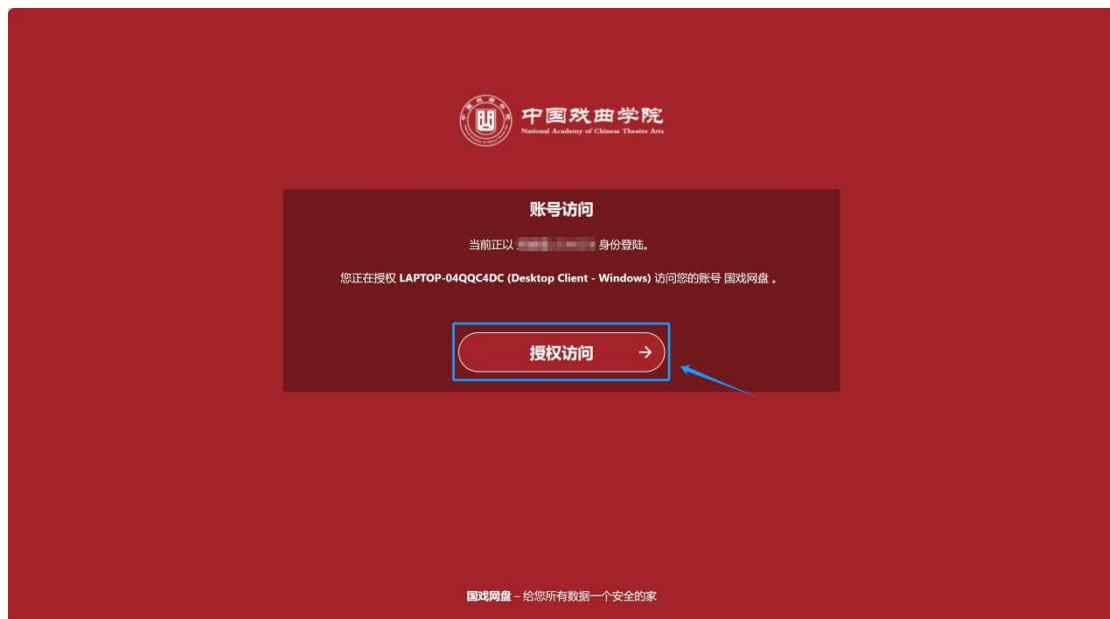 中国戏曲学院
National Academy of Chinese Theatre Arts
账号访问
当前正以 身份登陆。
您正在授权 LAPTOP-04QQC4DC (Desktop Client - Windows) 访问您的账号 国戏网盘 。
授权访问 →
国戏网盘 – 给您所有数据一个安全的家